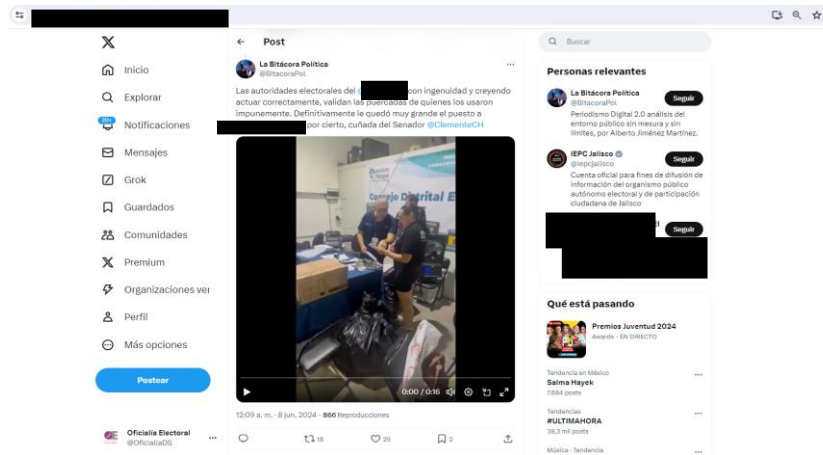 Post
Inicio
Explorar
20+
Notificaciones
Mensajes
Grok
Guardados
Comunidades
Premium
Organizaciones ver
Perfil
Más opciones
Postear
Oficialía Electoral
@OficialiaDS
La Bitácora Política
@BitacoraPol
Las autoridades electorales del @ con ingenuidad y creyendo
actuar correctamente, validan las puercadas de quienes los usaron
impunemente. Definitivamente le quedó muy grande el puesto a
por cierto, cuñada del Senador @ClementeCH
Consejo Distrital E
0:00 / 0:16
12:09 a. m. · 8 jun. 2024 · 866 Reproducciones
18
25
2
Buscar
Personas relevantes
La Bitácora Política
@BitacoraPol
Seguir
Periodismo Digital 2.0 análisis del
entorno público sin mesura y sin
límites, por Alberto Jiménez Martínez.
IEPC Jalisco
@iepcjalisco
Seguir
Cuenta oficial para fines de difusión de
información del organismo público
autónomo electoral y de participación
ciudadana de Jalisco
Seguir
Qué está pasando
Premios Juventud 2024
Awards · EN DIRECTO
Tendencia en México
Salma Hayek
7,684 posts
Tendencias
#ULTIMAHORA
38,3 mil posts
Música · Tendencia